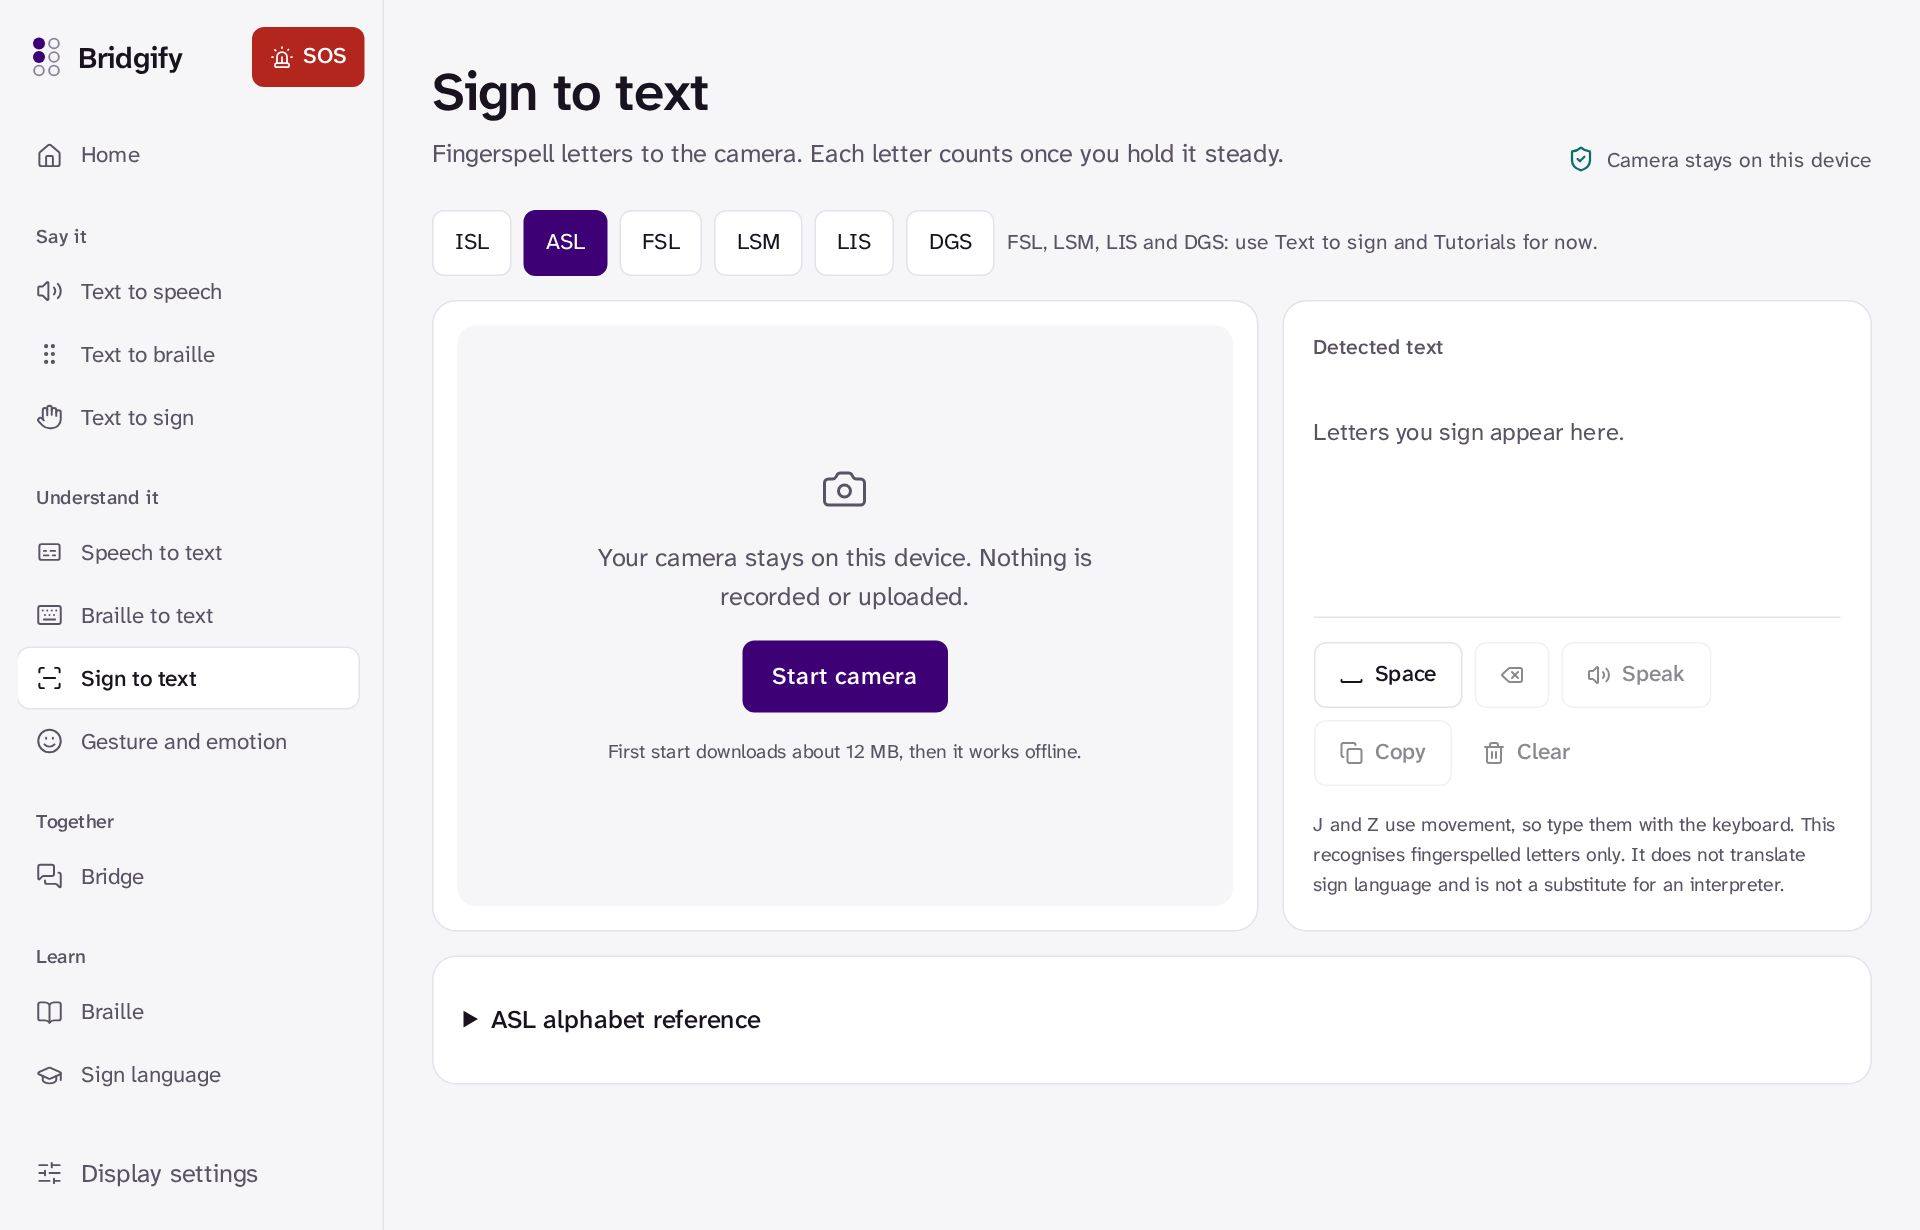 Bridgify
SOS
Home
Say it
Text to speech
Text to braille
Text to sign
Understand it
Speech to text
Braille to text
Sign to text
Gesture and emotion
Together
Bridge
Learn
Braille
Sign language
Display settings
Sign to text
Fingerspell letters to the camera. Each letter counts once you hold it steady.
Camera stays on this device
ISL
ASL
FSL
LSM
LIS
DGS
FSL, LSM, LIS and DGS: use Text to sign and Tutorials for now.
Your camera stays on this device. Nothing is
recorded or uploaded.
Start camera
First start downloads about 12 MB, then it works offline.
Detected text
Letters you sign appear here.
Space
Speak
Copy
Clear
J and Z use movement, so type them with the keyboard. This
recognises fingerspelled letters only. It does not translate
sign language and is not a substitute for an interpreter.
ASL alphabet reference